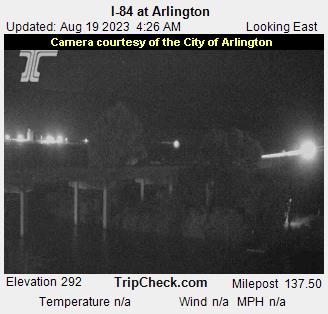 I-84 at Arlington
Updated: Aug 19 2023 4:26 AM Looking East
Camera courtesy of the City of Arlington
Elevation 292 TripCheck.com Milepost 137.50
Temperature n/a Wind n/a MPH n/a